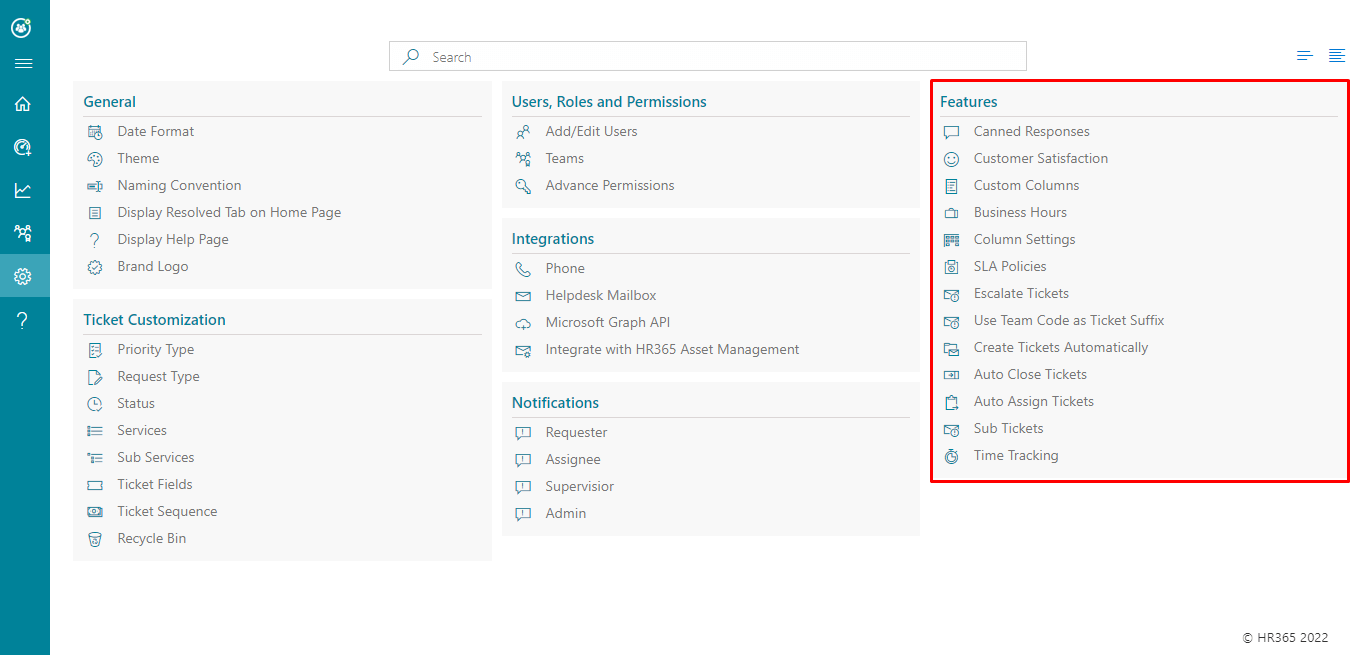 Search
General
Date Format
Theme
Naming Convention
Display Resolved Tab on Home Page
Display Help Page
Brand Logo
Ticket Customization
Priority Type
Request Type
Status
Services
Sub Services
Ticket Fields
Ticket Sequence
Recycle Bin
Users, Roles and Permissions
Add/Edit Users
Teams
Advance Permissions
Integrations
Phone
Helpdesk Mailbox
Microsoft Graph API
Integrate with HR365 Asset Management
Notifications
Requester
Assignee
Supervisior
Admin
Features
Canned Responses
Customer Satisfaction
Custom Columns
Business Hours
Column Settings
SLA Policies
Escalate Tickets
Use Team Code as Ticket Suffix
Create Tickets Automatically
Auto Close Tickets
Auto Assign Tickets
Sub Tickets
Time Tracking
© HR365 2022